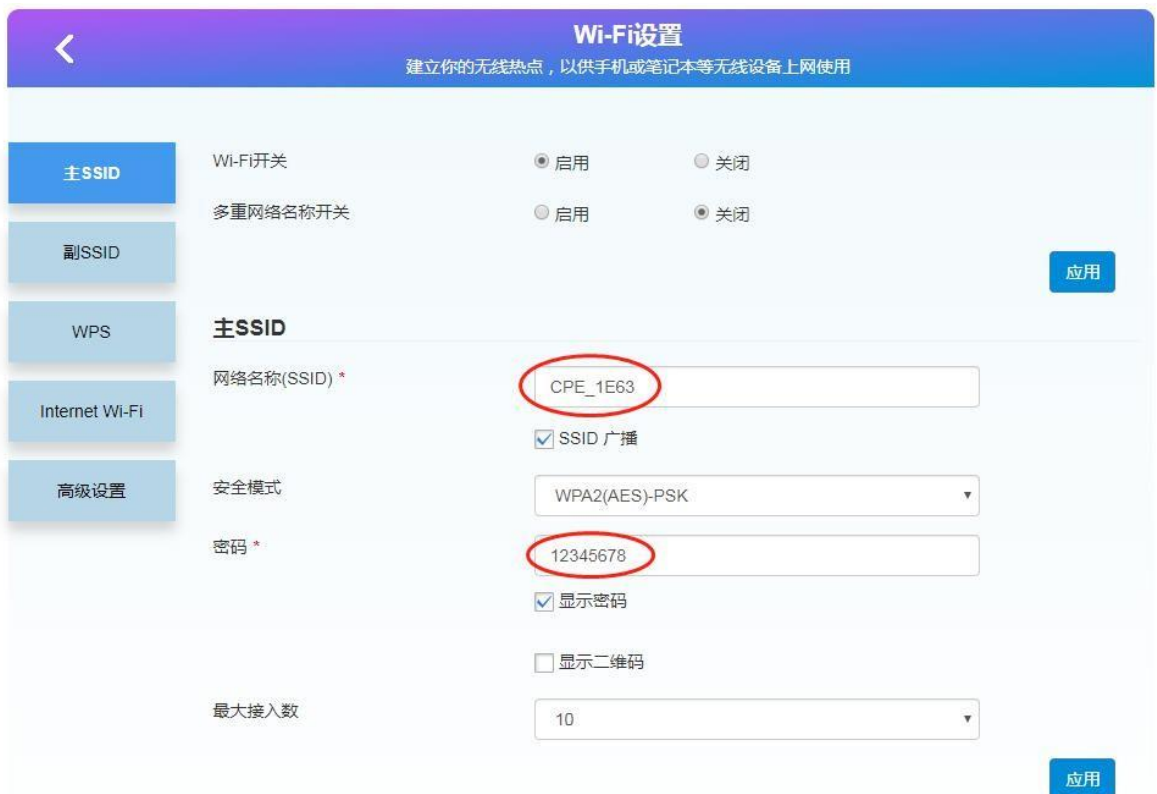 Wi-Fi设置
建立你的无线热点，以供手机或笔记本等无线设备上网使用
主SSID
副SSID
WPS
Internet Wi-Fi
高级设置
Wi-Fi开关 启用 关闭
多重网络名称开关 启用 关闭
应用
主SSID
网络名称(SSID) * CPE_1E63
SSID 广播
安全模式 WPA2(AES)-PSK
密码 * 12345678
显示密码
显示二维码
最大接入数 10
应用